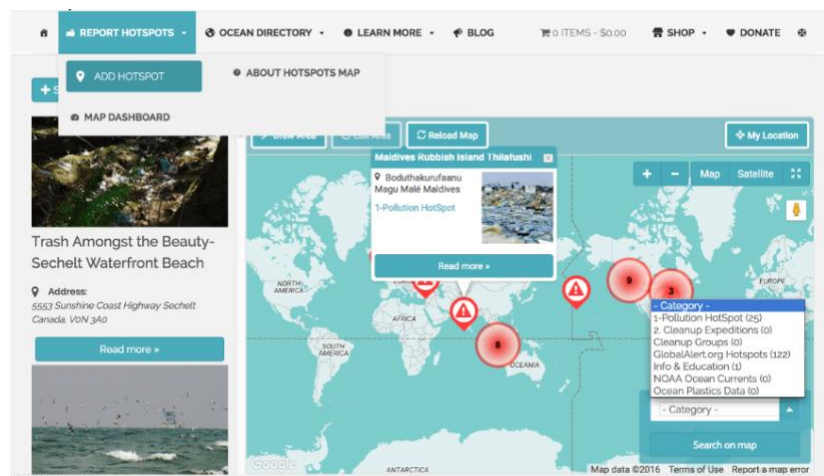 REPORT HOTSPOTS
OCEAN DIRECTORY
LEARN MORE
BLOG
0 ITEMS - $0.00
SHOP
DONATE
ADD HOTSPOT
ABOUT HOTSPOTS MAP
MAP DASHBOARD
Draw Area
Reload Map
My Location
Maldives Rubbish Island Thilafushi
Boduthakurufaanu
Magu Malé Maldives
1-Pollution HotSpot
Read more »
+ - Map Satellite
Trash Amongst the Beauty-
Sechelt Waterfront Beach
Address:
5553 Sunshine Coast Highway Sechelt
Canada, V0N 3A0
Read more »
NORTH
AMERICA
AFRICA
SOUTH
AMERICA
OCEANIA
EUROPE
ANTARCTICA
9
3
8
- Category -
1-Pollution HotSpot (25)
2. Cleanup Expeditions (0)
Cleanup Groups (0)
GlobalAlert.org Hotspots (122)
Info & Education (1)
NOAA Ocean Currents (0)
Ocean Plastics Data (0)
- Category -
Search on map
Google
Map data ©2016 Terms of Use Report a map error